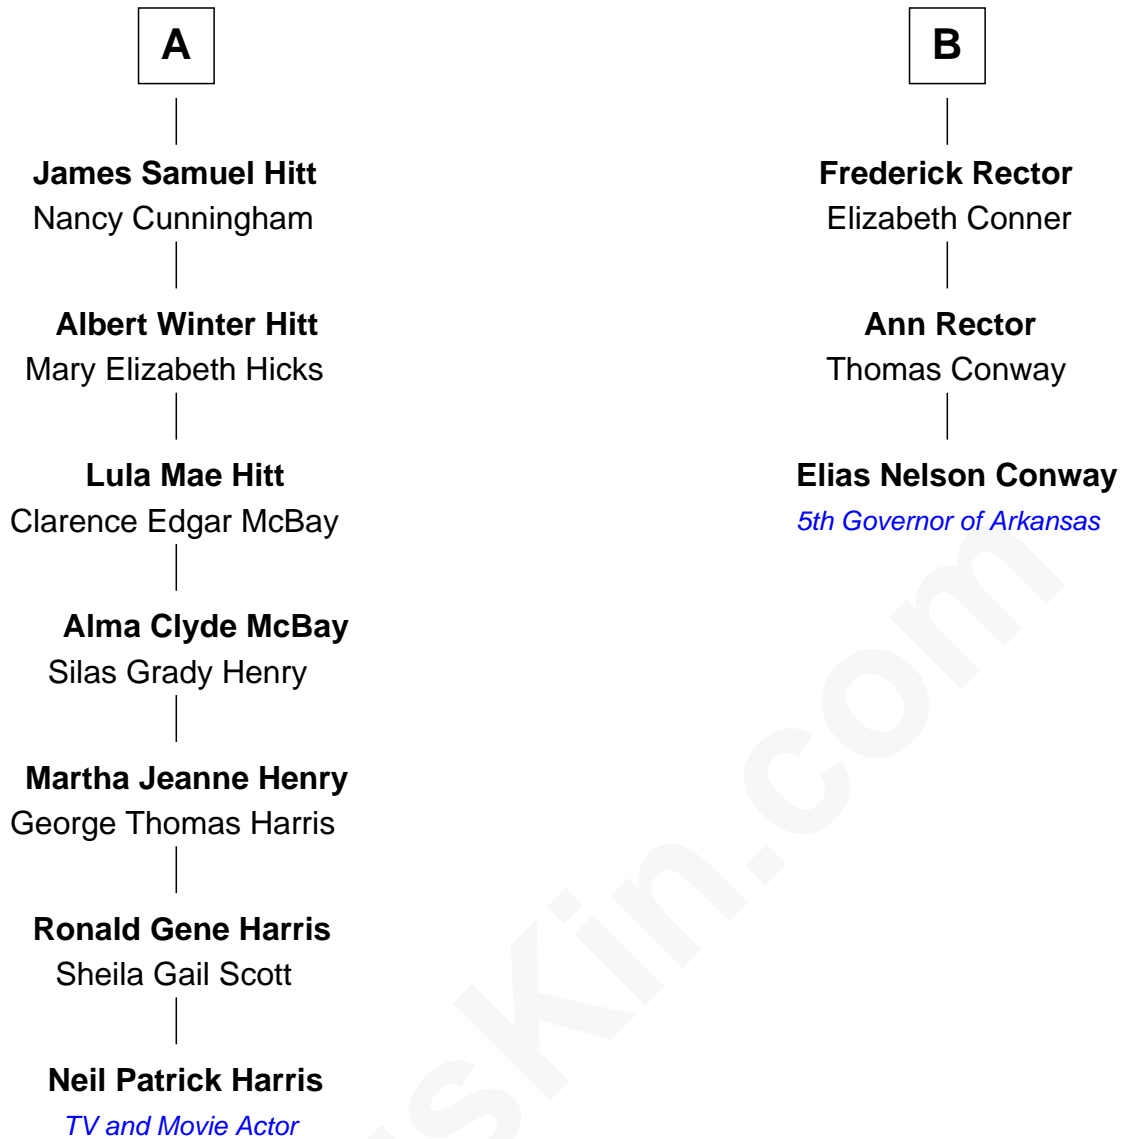 A
James Samuel Hitt
Nancy Cunningham
Albert Winter Hitt
Mary Elizabeth Hicks
Lula Mae Hitt
Clarence Edgar McBay
Alma Clyde McBay
Silas Grady Henry
Martha Jeanne Henry
George Thomas Harris
Ronald Gene Harris
Sheila Gail Scott
Neil Patrick Harris
TV and Movie Actor
B
Frederick Rector
Elizabeth Conner
Ann Rector
Thomas Conway
Elias Nelson Conway
5th Governor of Arkansas